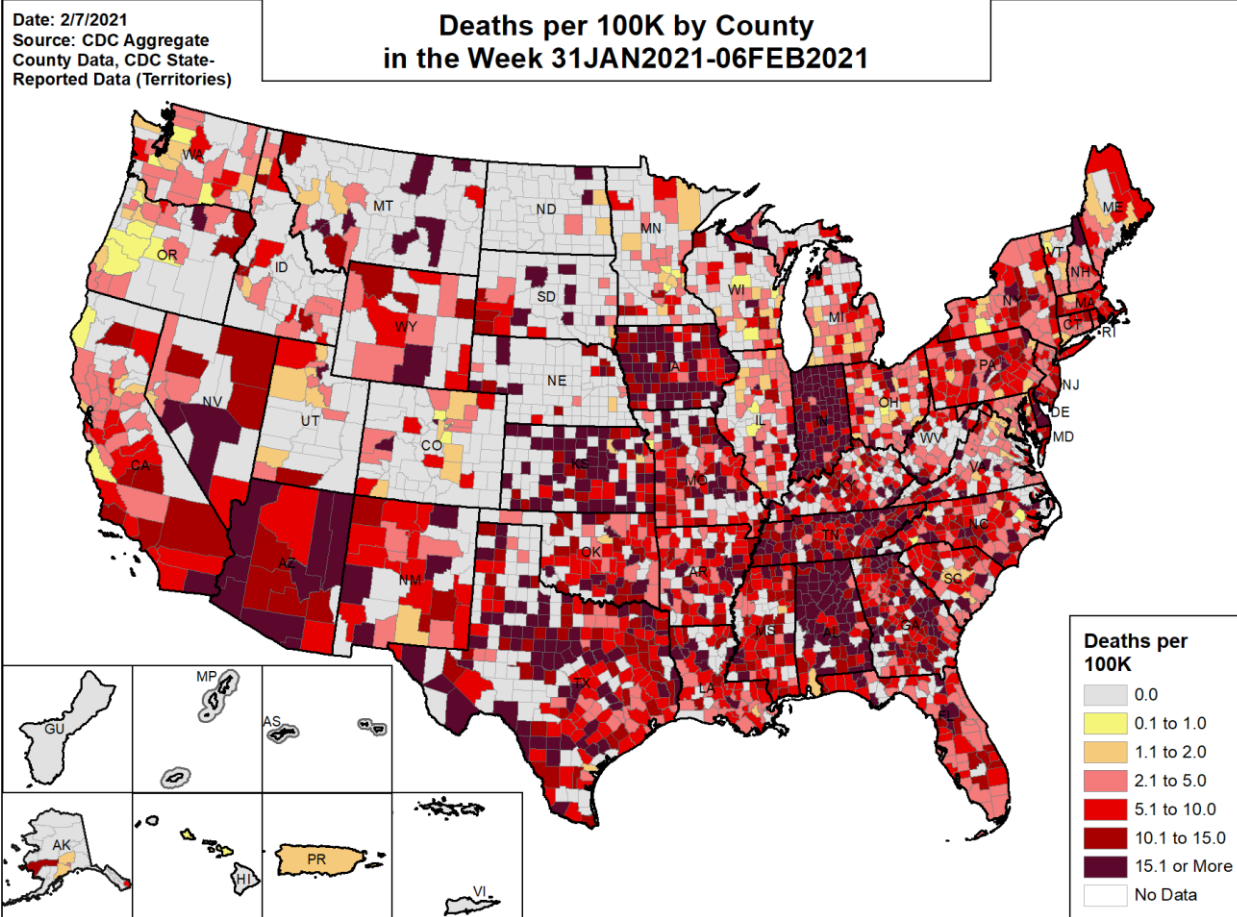 Date: 2/7/2021
Source: CDC Aggregate
County Data, CDC State-
Reported Data (Territories)
Deaths per 100K by County
in the Week 31JAN2021-06FEB2021
WA
MT
ND
MN
ME
OR
ID
SD
WI
MI
VT
NH
NY
MA
CT
RI
WY
IA
PA
NJ
NV
NE
UT
CO
IL
IN
OH
DE
MD
WV
VA
CA
KS
MO
KY
AZ
NM
OK
AR
TN
NC
SC
MS
AL
GA
TX
LA
FL
GU
MP
AS
AK
HI
PR
VI
Deaths per
100K
0.0
0.1 to 1.0
1.1 to 2.0
2.1 to 5.0
5.1 to 10.0
10.1 to 15.0
15.1 or More
No Data